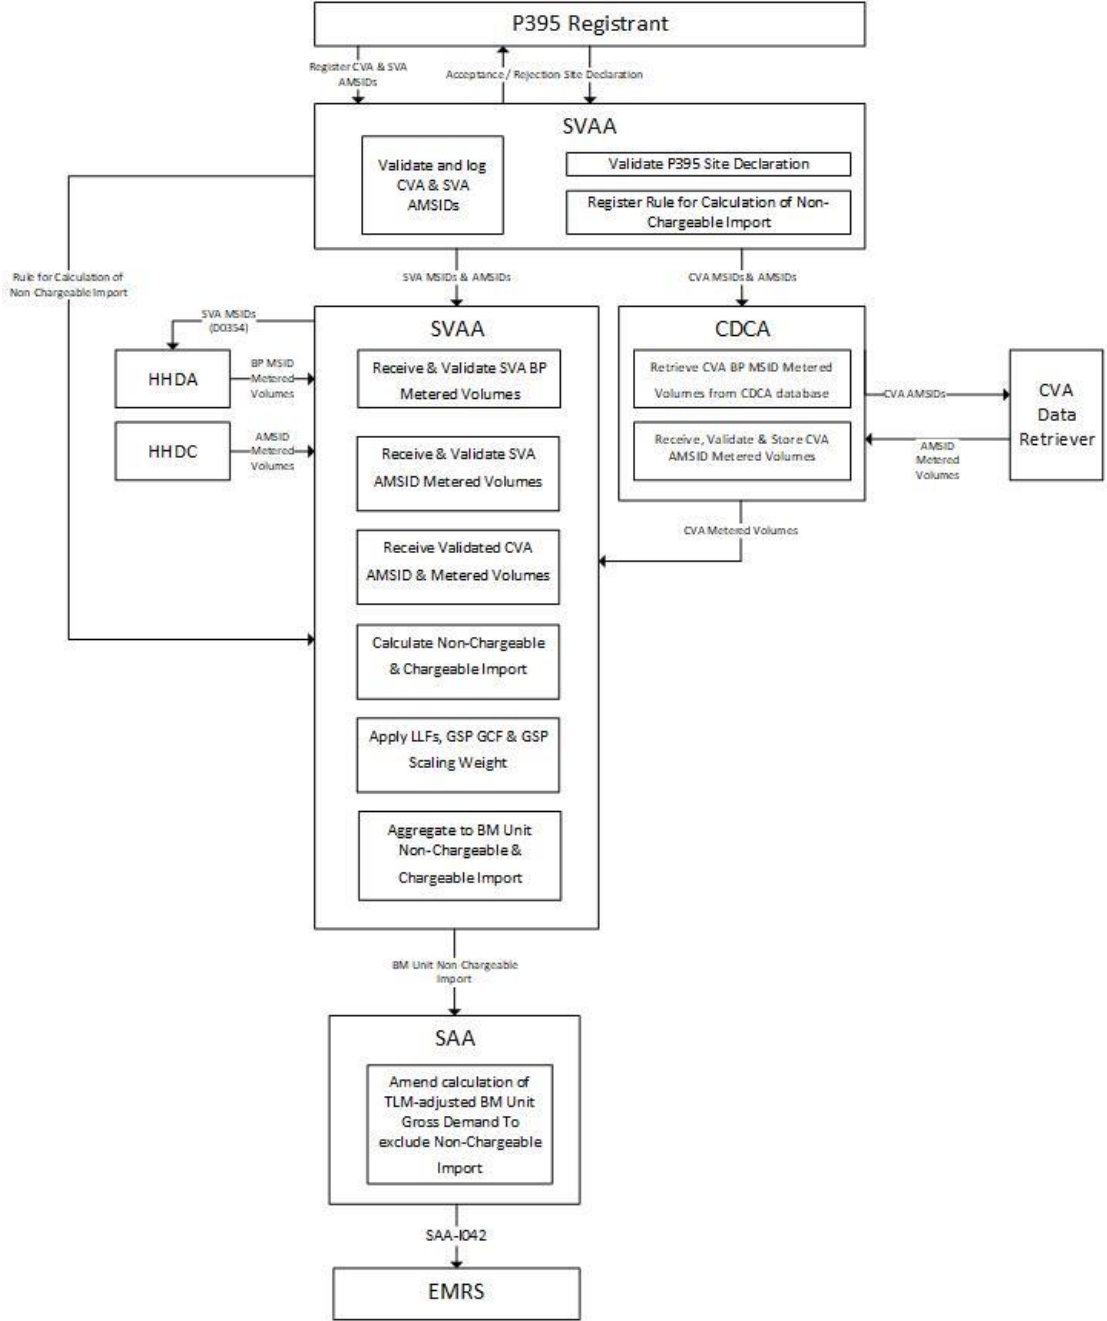 P395 Registrant
Register CVA & SVA
AMSIDs
Acceptance / Rejection Site Declaration
SVAA
Validate and log
CVA & SVA
AMSIDs
Validate P395 Site Declaration
Register Rule for Calculation of Non-
Chargeable Import
Rule for Calculation of
Non-Chargeable Import
SVA MSIDs & AMSIDs
CVA MSIDs & AMSIDs
SVA MSIDs
(D0354)
HHDA
BP MSID
Metered
Volumes
HHDC
AMSID
Metered
Volumes
SVAA
Receive & Validate SVA BP
Metered Volumes
Receive & Validate SVA
AMSID Metered Volumes
Receive Validated CVA
AMSID & Metered Volumes
Calculate Non-Chargeable
& Chargeable Import
Apply LLFs, GSP GCF & GSP
Scaling Weight
Aggregate to BM Unit
Non-Chargeable &
Chargeable Import
CDCA
Retrieve CVA BP MSID Metered
Volumes from CDCA database
Receive, Validate & Store CVA
AMSID Metered Volumes
CVA AMSIDs
AMSID
Metered
Volumes
CVA
Data
Retriever
CVA Metered Volumes
BM Unit Non-Chargeable
Import
SAA
Amend calculation of
TLM-adjusted BM Unit
Gross Demand To
exclude Non-Chargeable
Import
SAA-I042
EMRS